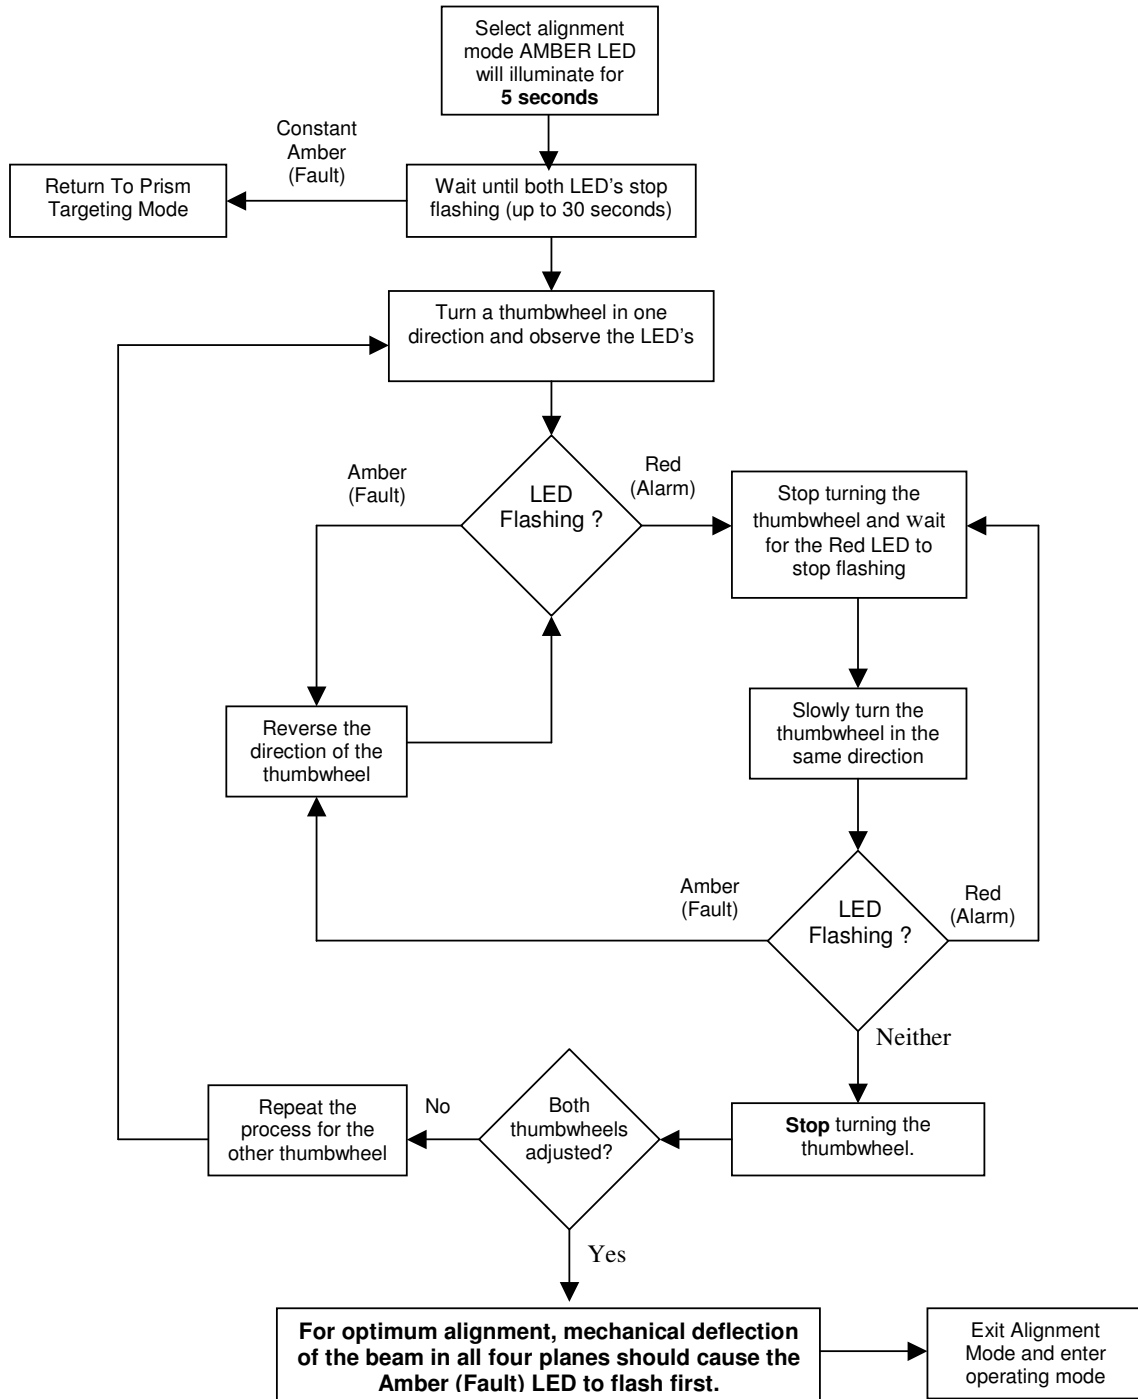 Select alignment
mode AMBER LED
will illuminate for
5 seconds
Constant
Amber
(Fault)
Return To Prism
Targeting Mode
Wait until both LED's stop
flashing (up to 30 seconds)
Turn a thumbwheel in one
direction and observe the LED's
Amber
(Fault)
LED
Flashing ?
Red
(Alarm)
Stop turning the
thumbwheel and wait
for the Red LED to
stop flashing
Reverse the
direction of the
thumbwheel
Slowly turn the
thumbwheel in the
same direction
Amber
(Fault)
LED
Flashing ?
Red
(Alarm)
Neither
Repeat the
process for the
other thumbwheel
No
Both
thumbwheels
adjusted?
Stop turning the
thumbwheel.
Yes
For optimum alignment, mechanical deflection
of the beam in all four planes should cause the
Amber (Fault) LED to flash first.
Exit Alignment
Mode and enter
operating mode